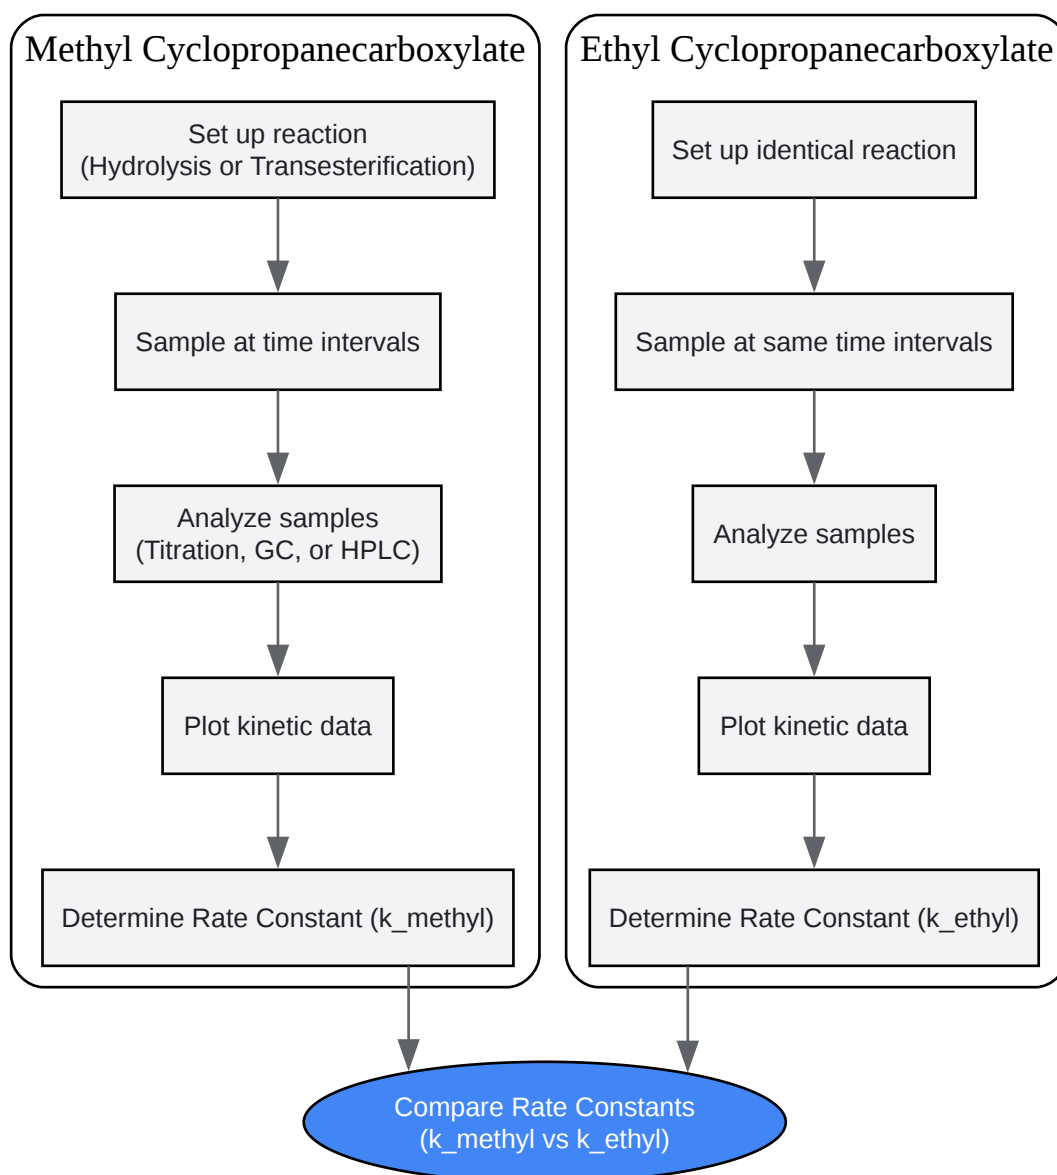 Methyl Cyclopropanecarboxylate
Set up reaction
(Hydrolysis or Transesterification)
Sample at time intervals
Analyze samples
(Titration, GC, or HPLC)
Plot kinetic data
Determine Rate Constant (k_methyl)
Ethyl Cyclopropanecarboxylate
Set up identical reaction
Sample at same time intervals
Analyze samples
Plot kinetic data
Determine Rate Constant (k_ethyl)
Compare Rate Constants
(k_methyl vs k_ethyl)